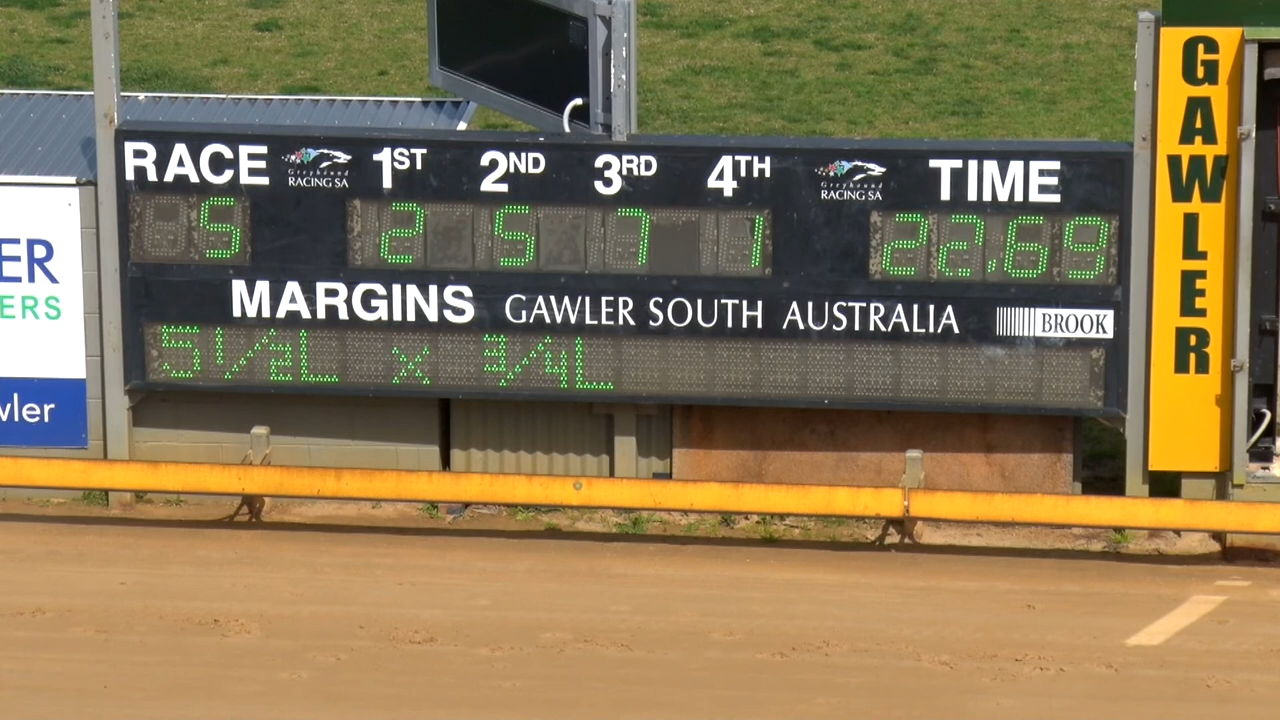 RACE Greyhound RACING SA 1ST 2ND 3RD 4TH Greyhound RACING SA TIME
5 2 5 7 1 22.69
MARGINS GAWLER SOUTH AUSTRALIA BROOK
5 1/2L x 3/4L
GAWLER
ER
ERS
wler